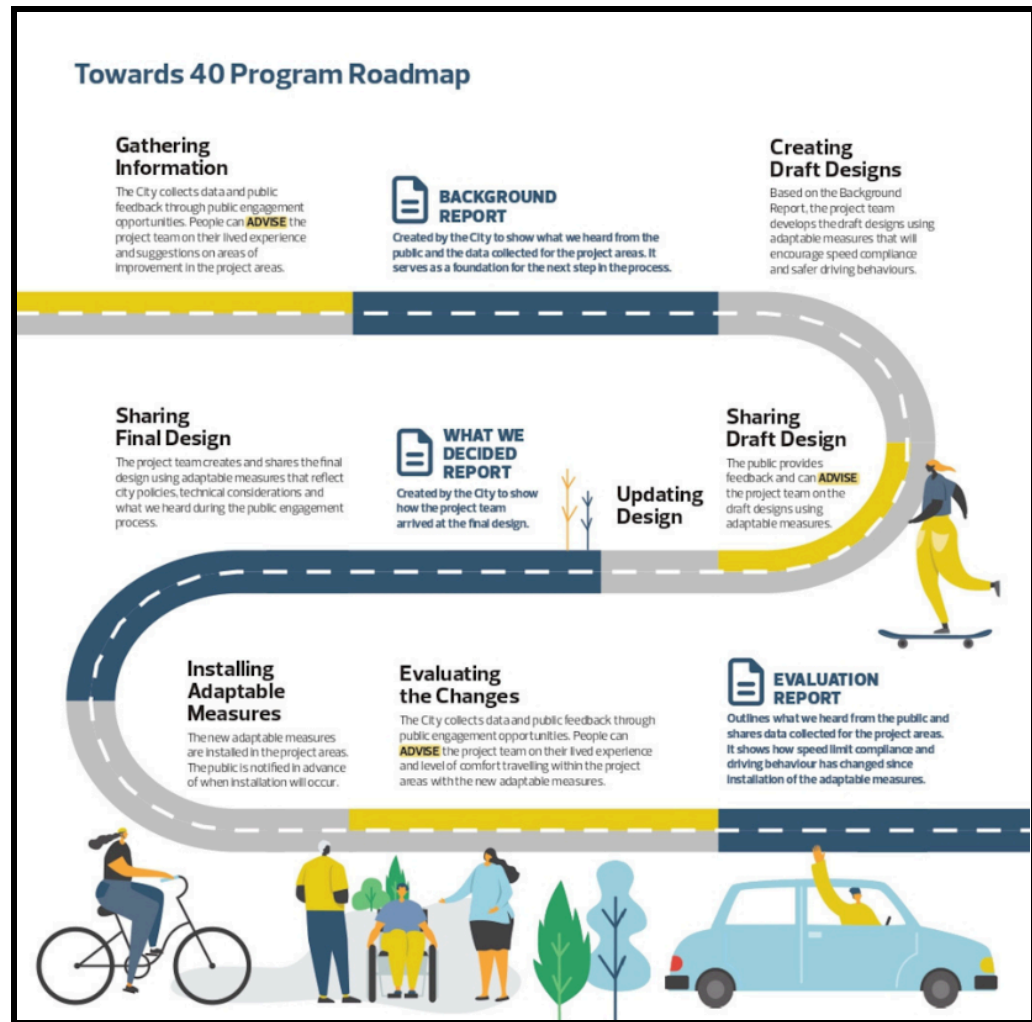 Towards 40 Program Roadmap
Gathering
Information
The City collects data and public
feedback through public engagement
opportunities. People can ADVISE the
project team on their lived experience
and suggestions on areas of
improvement in the project areas.
BACKGROUND
REPORT
Created by the City to show what we heard from the
public and the data collected for the project areas. It
serves as a foundation for the next step in the process.
Creating
Draft Designs
Based on the Background
Report, the project team
develops the draft designs using
adaptable measures that will
encourage speed compliance
and safer driving behaviours.
Sharing
Draft Design
The public provides
feedback and can ADVISE
the project team on the
draft designs using
adaptable measures.
Updating
Design
WHAT WE
DECIDED
REPORT
Created by the City to show
how the project team
arrived at the final design.
Sharing
Final Design
The project team creates and shares the final
design using adaptable measures that reflect
city policies, technical considerations and
what we heard during the public engagement
process.
Installing
Adaptable
Measures
The new adaptable measures
are installed in the project areas.
The public is notified in advance
of when installation will occur.
Evaluating
the Changes
The City collects data and public feedback through
public engagement opportunities. People can
ADVISE the project team on their lived experience
and level of comfort travelling within the project
areas with the new adaptable measures.
EVALUATION
REPORT
Outlines what we heard from the public and
shares data collected for the project areas.
It shows how speed limit compliance and
driving behaviour has changed since
installation of the adaptable measures.